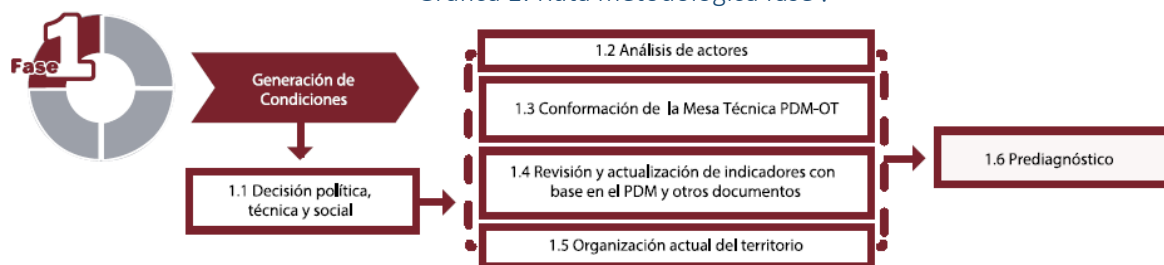 Fase 1
Generación de
Condiciones
1.1 Decisión política,
técnica y social
1.2 Análisis de actores
1.3 Conformación de la Mesa Técnica PDM-OT
1.4 Revisión y actualización de indicadores con
base en el PDM y otros documentos
1.5 Organización actual del territorio
1.6 Prediagnóstico